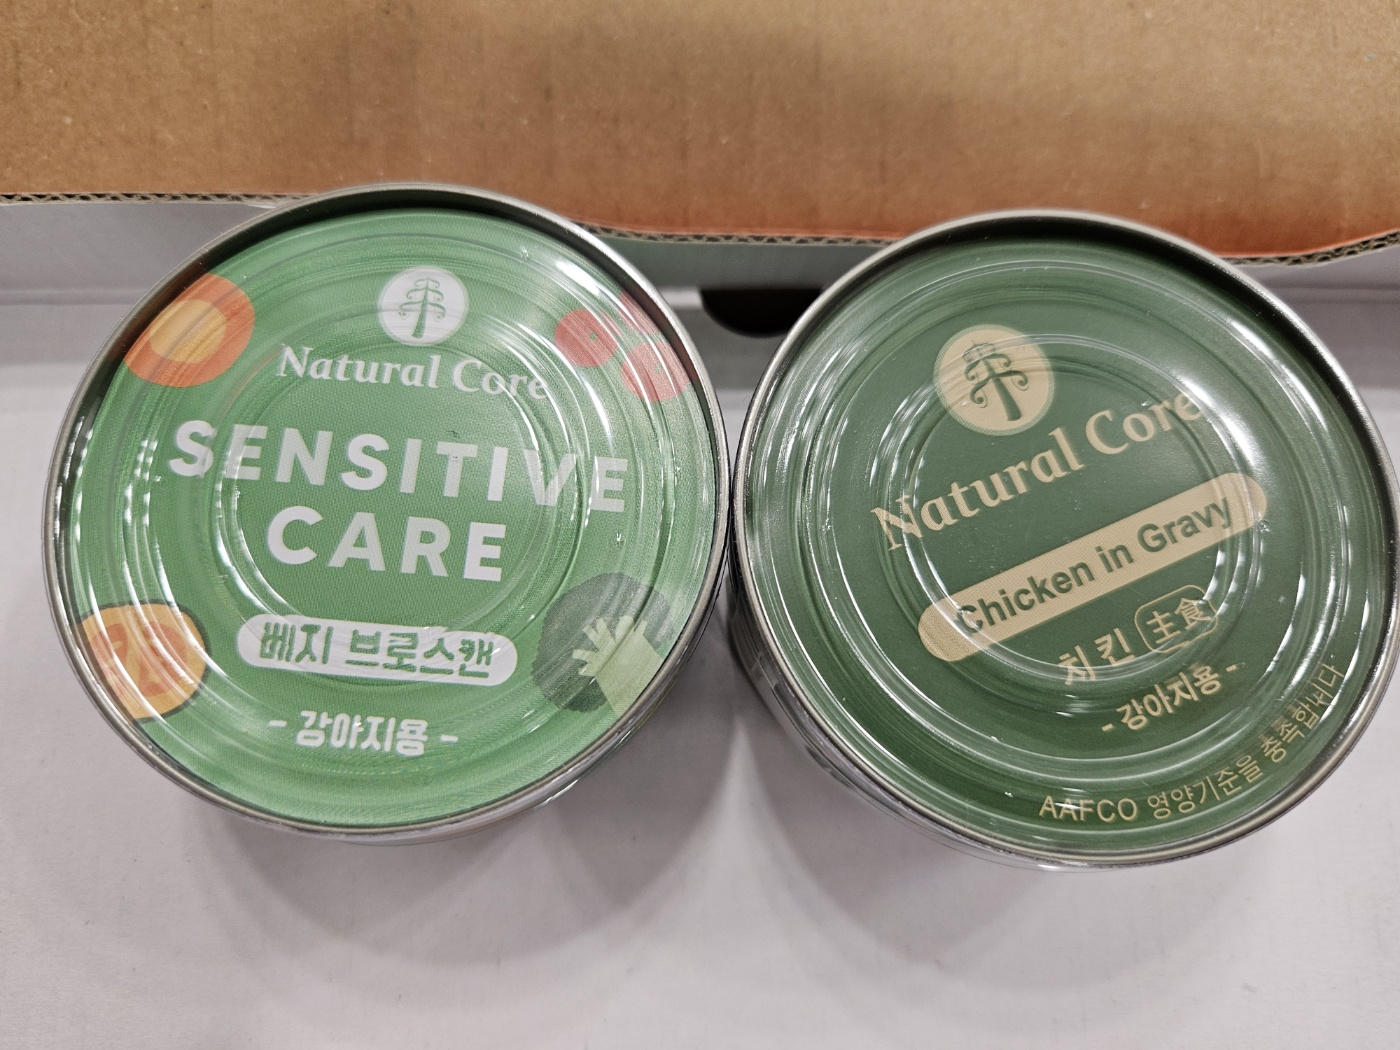 Natural Core
SENSITIVE
CARE
베지 브로스캔
- 강아지용 -
Natural Core
Chicken in Gravy
치킨 主食
- 강아지용 -
AAFCO 영양기준을 충족합니다